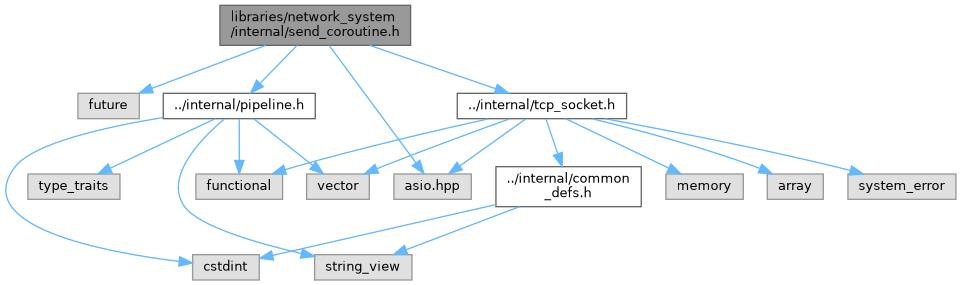 libraries/network_system
/internal/send_coroutine.h
future
../internal/pipeline.h
../internal/tcp_socket.h
type_traits
functional
vector
asio.hpp
../internal/common
_defs.h
memory
array
system_error
cstdint
string_view